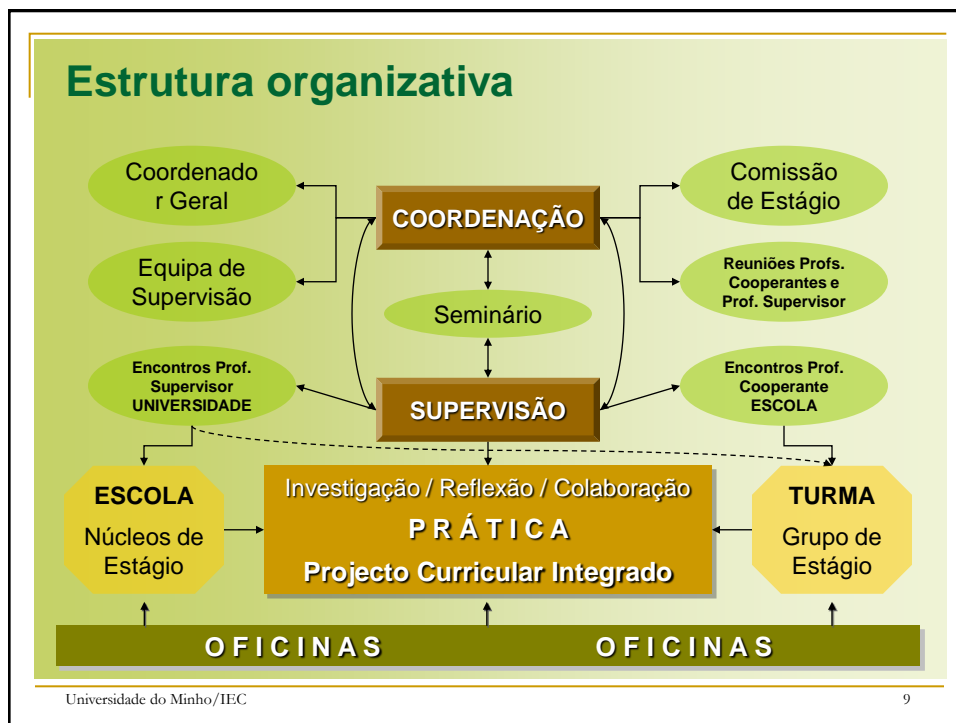 Estrutura organizativa
Coordenado
r Geral
COORDENAÇÃO
Comissão
de Estágio
Equipa de
Supervisão
Seminário
Reuniões Profs.
Cooperantes e
Prof. Supervisor
Encontros Prof.
Supervisor
UNIVERSIDADE
SUPERVISÃO
Encontros Prof.
Cooperante
ESCOLA
ESCOLA
Núcleos de
Estágio
Investigação / Reflexão / Colaboração
P R Á T I C A
Projecto Curricular Integrado
TURMA
Grupo de
Estágio
O F I C I N A S O F I C I N A S
Universidade do Minho/IEC 9